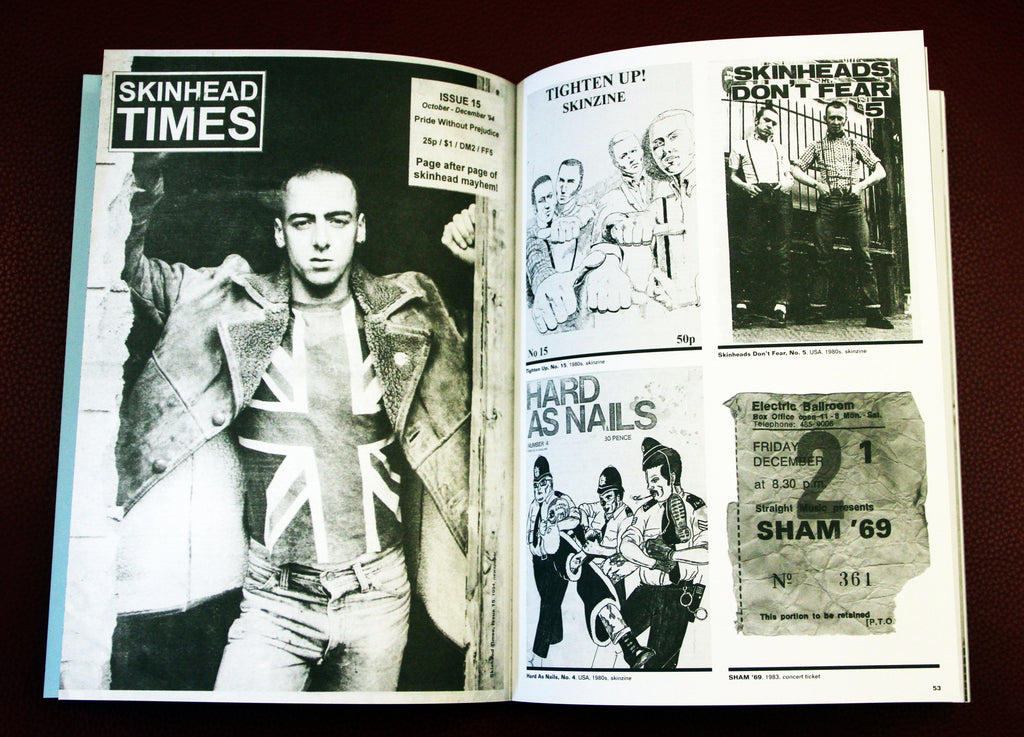 SKINHEAD
TIMES
ISSUE 15
October - December '94
Pride Without Prejudice
25p / $1 / DM2 / FF5
Page after page of
skinhead mayhem!
TIGHTEN UP!
SKINZINE
No 15
50p
Tighten Up, No. 15, 1980s, skinzine
SKINHEADS
DON'T FEAR
5
Skinheads Don't Fear, No. 5, USA, 1980s, skinzine
HARD
AS NAILS
NUMBER 4
30 PENCE
Hard As Nails, No. 4, USA, 1980s, skinzine
Electric Ballroom
Box Office open 11 - 8 Mon. - Sat.
Telephone: 485-9006
FRIDAY
DECEMBER
21
2
at 8.30 p.m.
Straight Music presents
SHAM '69
No 361
This portion to be retained
[P.T.O.
SHAM '69, 1983, concert ticket
53